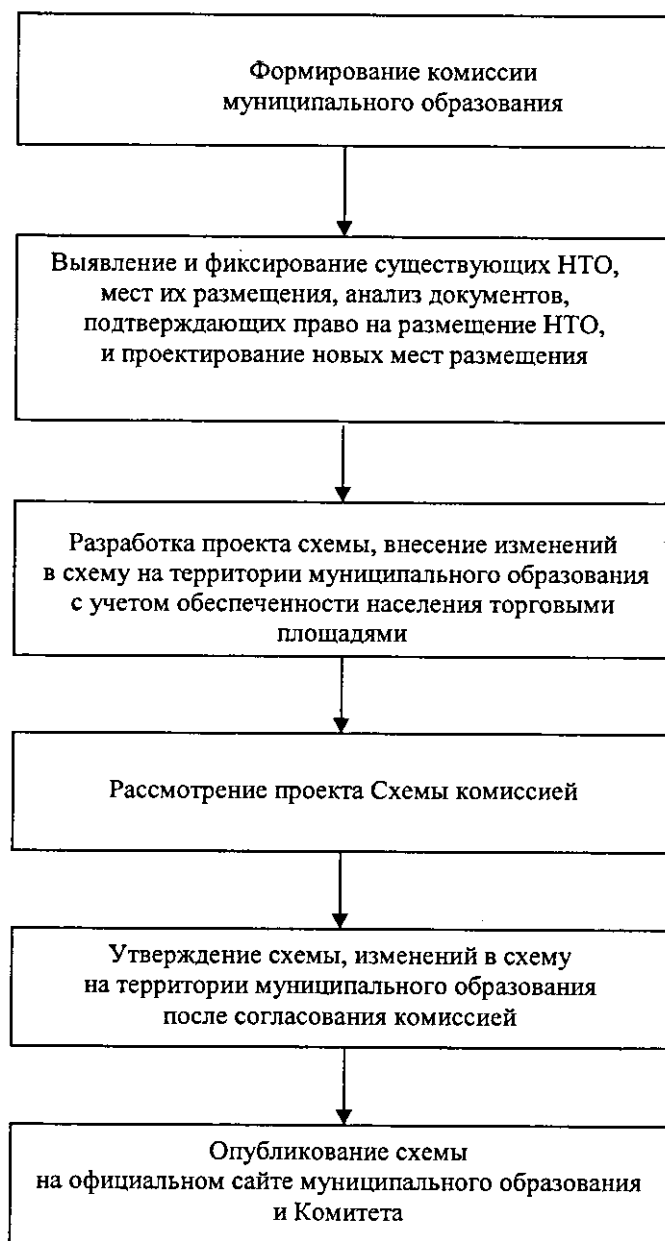 Формирование комиссии
муниципального образования
Выявление и фиксирование существующих НТО,
мест их размещения, анализ документов,
подтверждающих право на размещение НТО,
и проектирование новых мест размещения
Разработка проекта схемы, внесение изменений
в схему на территории муниципального образования
с учетом обеспеченности населения торговыми
площадями
Рассмотрение проекта Схемы комиссией
Утверждение схемы, изменений в схему
на территории муниципального образования
после согласования комиссией
Опубликование схемы
на официальном сайте муниципального образования
и Комитета